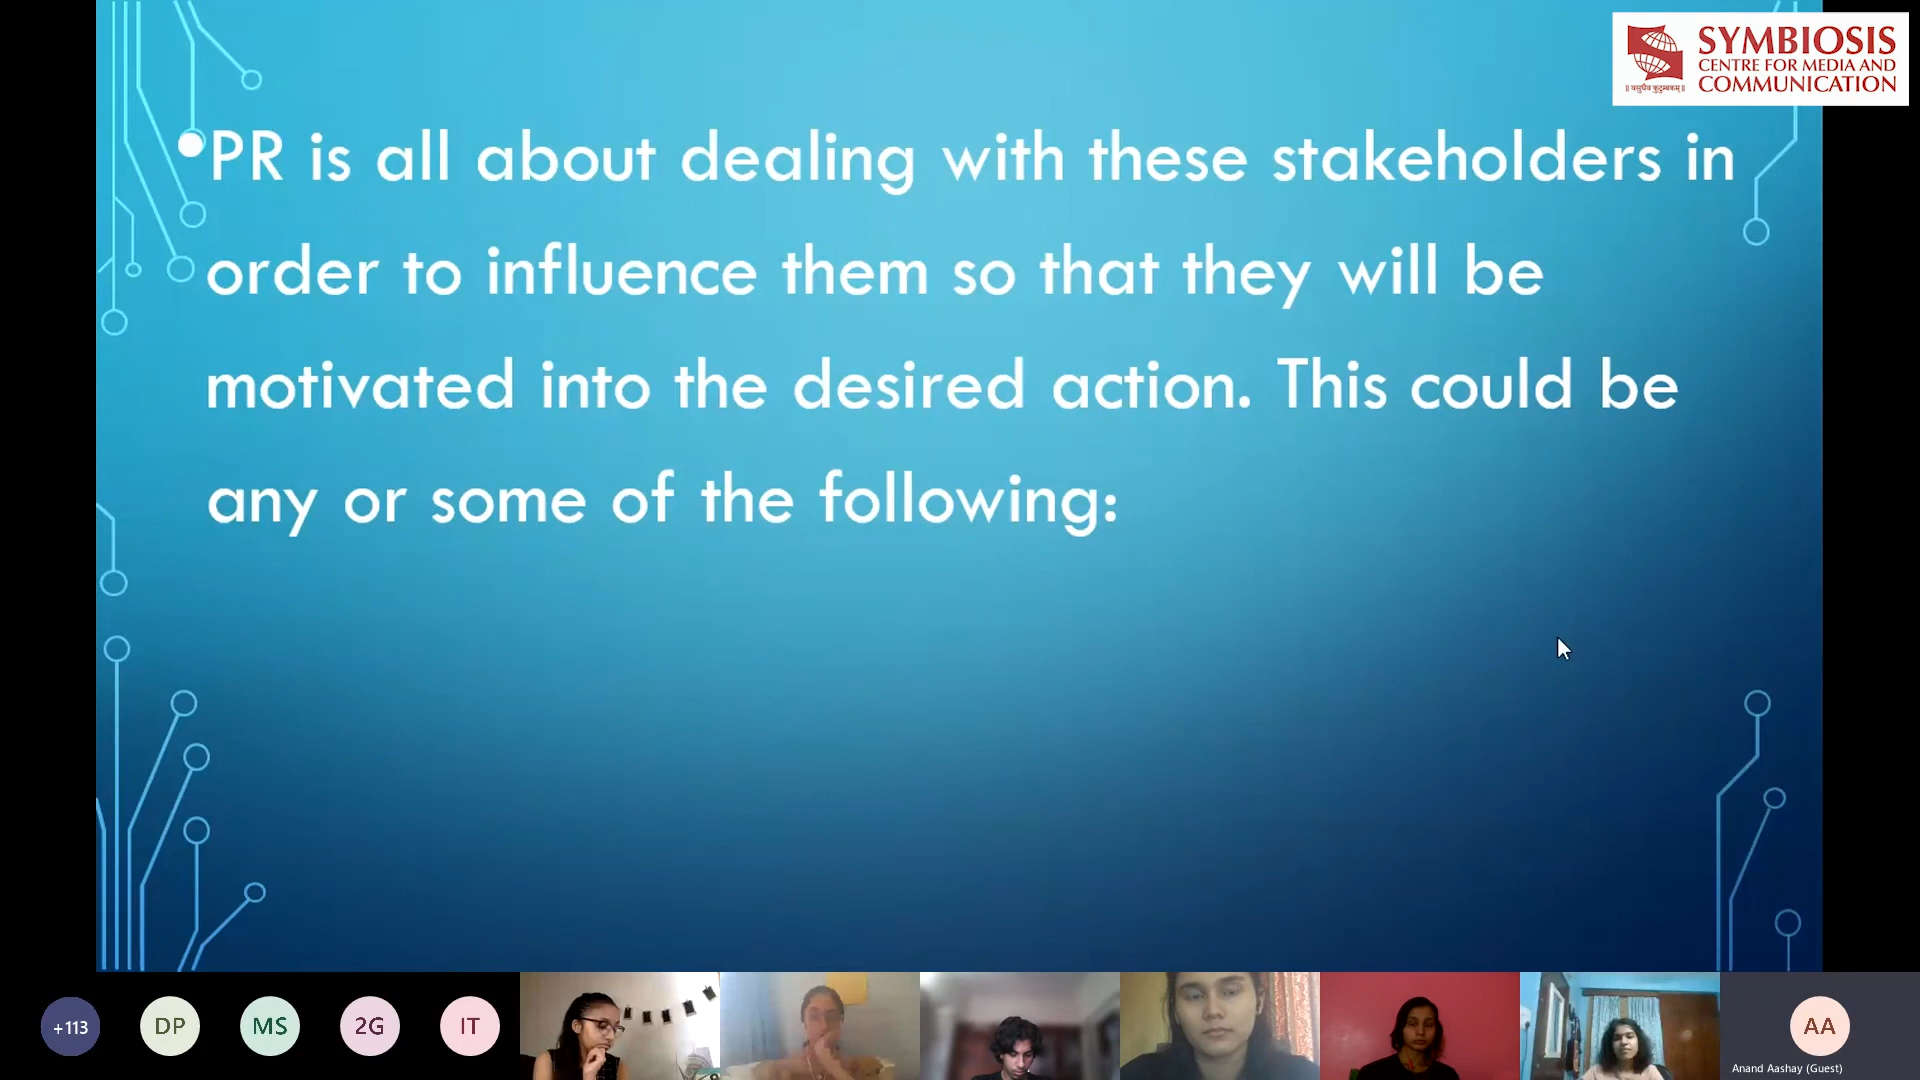 SYMBIOSIS
CENTRE FOR MEDIA AND
COMMUNICATION
॥ वसुधैव कुटुम्बकम् ॥
•PR is all about dealing with these stakeholders in
order to influence them so that they will be
motivated into the desired action. This could be
any or some of the following:
+113
DP
MS
2G
IT
AA
Anand Aashay (Guest)